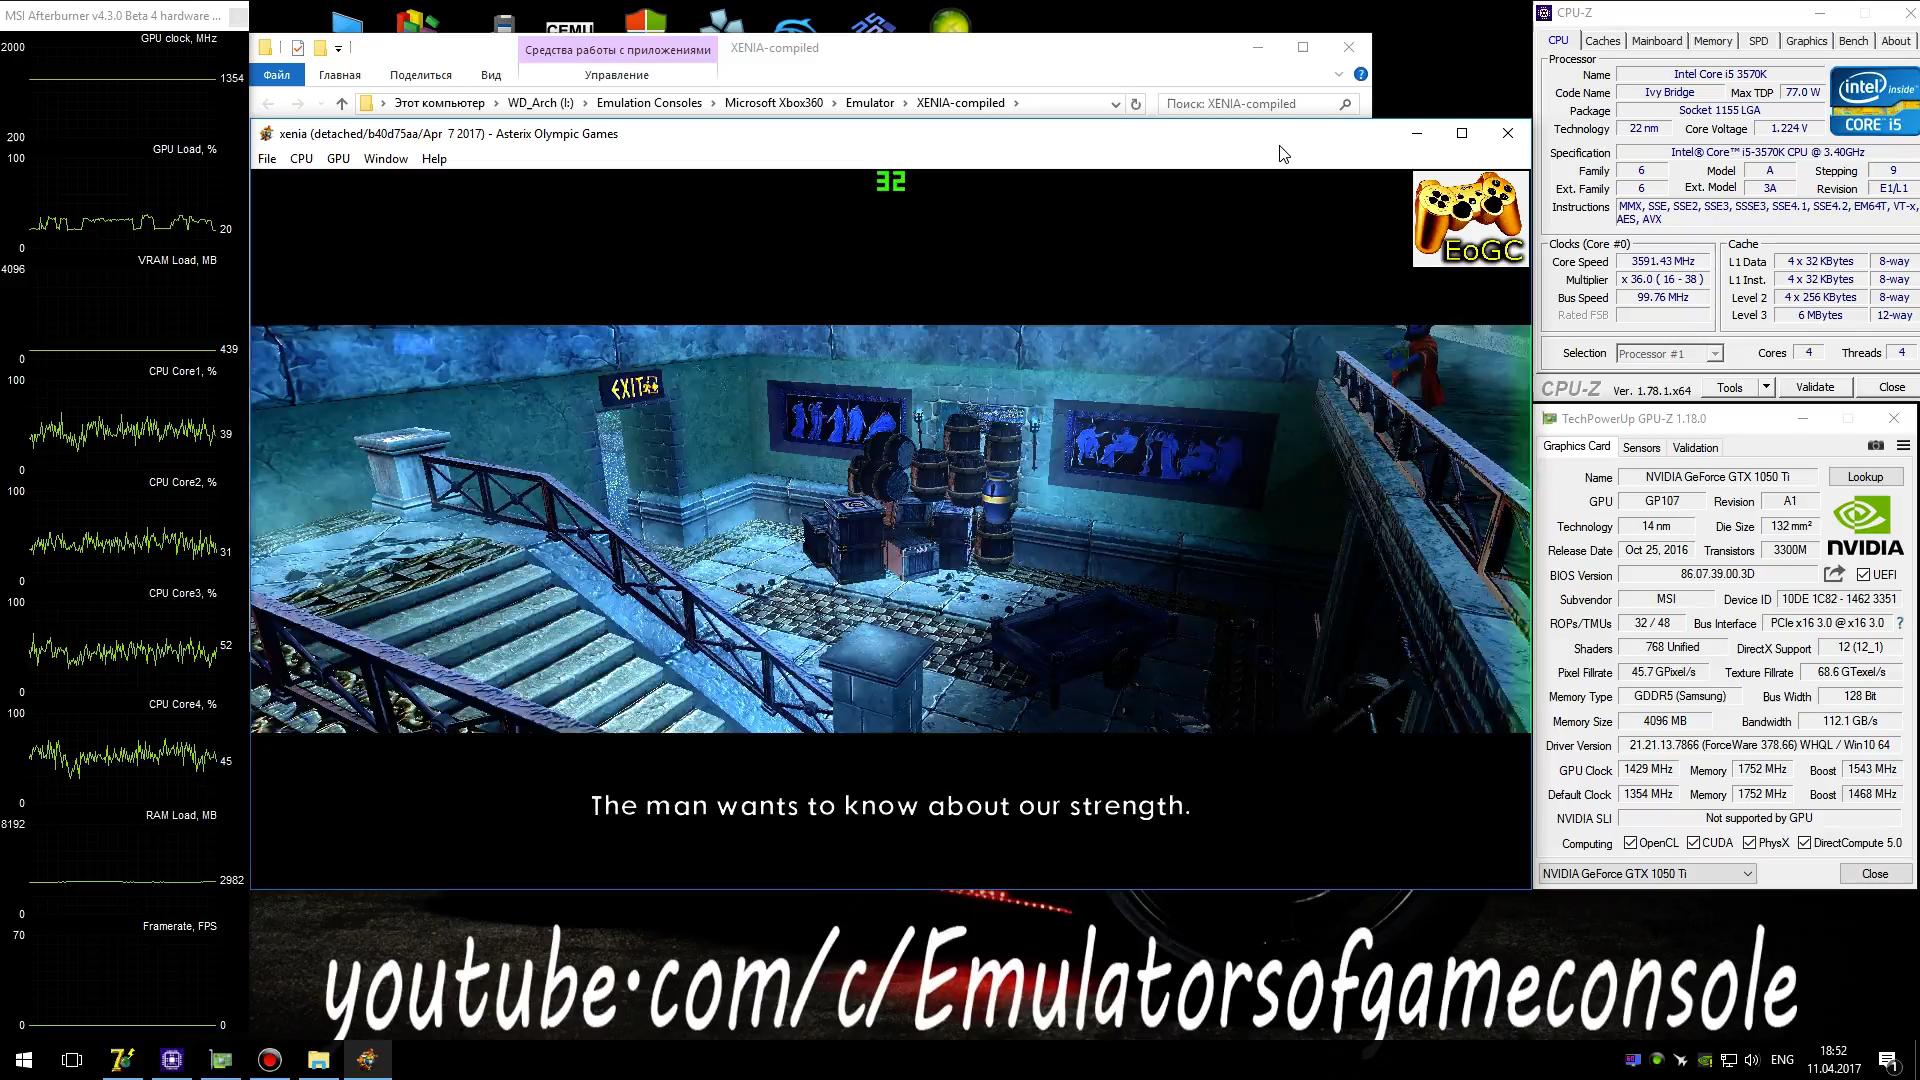 MSI Afterburner v4.3.0 Beta 4 hardware ...
GPU clock, MHz
2000
1354
200
GPU Load, %
100
20
0
VRAM Load, MB
4096
439
0
CPU Core1, %
100
39
0
CPU Core2, %
100
31
0
CPU Core3, %
100
52
0
CPU Core4, %
100
45
0
RAM Load, MB
8192
2982
0
Framerate, FPS
70
0
0
CEMU
Средства работы с приложениями
XENIA-compiled
Файл
Главная
Поделиться
Вид
Управление
Этот компьютер
WD_Arch (I:)
Emulation Consoles
Microsoft Xbox360
Emulator
XENIA-compiled
Поиск: XENIA-compiled
xenia (detached/b40d75aa/Apr 7 2017) - Asterix Olympic Games
File CPU GPU Window Help
32
EoGC
EXIT
The man wants to know about our strength.
youtube.com/c/Emulatorsofgameconsole
CPU-Z
CPU Caches Mainboard Memory SPD Graphics Bench About
Processor
Name Intel Core i5 3570K
Code Name Ivy Bridge Max TDP 77.0 W
Package Socket 1155 LGA
Technology 22 nm Core Voltage 1.224 V
intel inside
CORE i5
Specification Intel® Core™ i5-3570K CPU @ 3.40GHz
Family 6 Model A Stepping 9
Ext. Family 6 Ext. Model 3A Revision E1/L1
Instructions MMX, SSE, SSE2, SSE3, SSSE3, SSE4.1, SSE4.2, EM64T, VT-x,
AES, AVX
Clocks (Core #0) Cache
Core Speed 3591.43 MHz L1 Data 4 x 32 KBytes 8-way
Multiplier x 36.0 ( 16 - 38 ) L1 Inst. 4 x 32 KBytes 8-way
Bus Speed 99.76 MHz Level 2 4 x 256 KBytes 8-way
Rated FSB Level 3 6 MBytes 12-way
Selection Processor #1 Cores 4 Threads 4
CPU-Z Ver. 1.78.1.x64 Tools Validate Close
TechPowerUp GPU-Z 1.18.0
Graphics Card Sensors Validation
Name NVIDIA GeForce GTX 1050 Ti Lookup
GPU GP107 Revision A1
Technology 14 nm Die Size 132 mm²
Release Date Oct 25, 2016 Transistors 3300M
NVIDIA
BIOS Version 86.07.39.00.3D UEFI
Subvendor MSI Device ID 10DE 1C82 - 1462 3351
ROPs/TMUs 32 / 48 Bus Interface PCIe x16 3.0 @ x16 3.0 ?
Shaders 768 Unified DirectX Support 12 (12_1)
Pixel Fillrate 45.7 GPixel/s Texture Fillrate 68.6 GTexel/s
Memory Type GDDR5 (Samsung) Bus Width 128 Bit
Memory Size 4096 MB Bandwidth 112.1 GB/s
Driver Version 21.21.13.7866 (ForceWare 378.66) WHQL / Win10 64
GPU Clock 1429 MHz Memory 1752 MHz Boost 1543 MHz
Default Clock 1354 MHz Memory 1752 MHz Boost 1468 MHz
NVIDIA SLI Not supported by GPU
Computing OpenCL CUDA PhysX DirectCompute 5.0
NVIDIA GeForce GTX 1050 Ti Close
ENG
18:52
11.04.2017
1